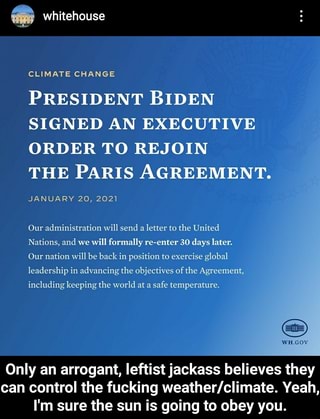 whitehouse
CLIMATE CHANGE
PRESIDENT BIDEN
SIGNED AN EXECUTIVE
ORDER TO REJOIN
THE PARIS AGREEMENT.
JANUARY 20, 2021
Our administration will send a letter to the United
Nations, and we will formally re-enter 30 days later.
Our nation will be back in position to exercise global
leadership in advancing the objectives of the Agreement,
including keeping the world at a safe temperature.
WH.GOV
Only an arrogant, leftist jackass believes they
can control the fucking weather/climate. Yeah,
I'm sure the sun is going to obey you.